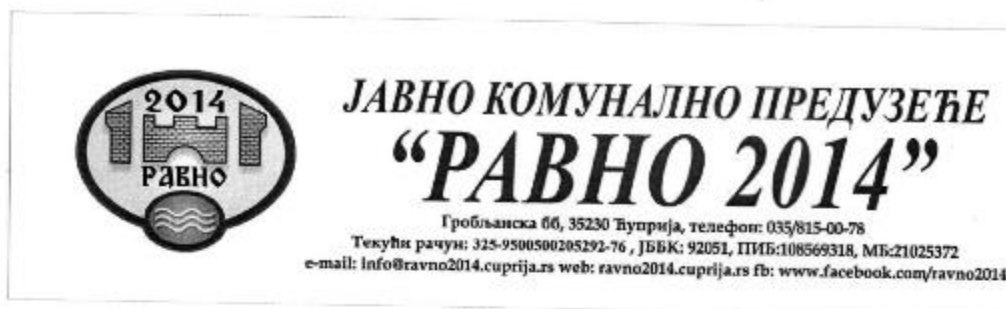 2014
РАВНО
ЈАВНО КОМУНАЛНО ПРЕДУЗЕЋЕ
“РАВНО 2014”
Гробљанска бб, 35230 Ћуприја, телефон: 035/815-00-78
Текући рачун: 325-9500500205292-76 , ЈББК: 92051, ПИБ:108569318, МБ:21025372
e-mail: info@ravno2014.cuprija.rs web: ravno2014.cuprija.rs fb: www.facebook.com/ravno2014